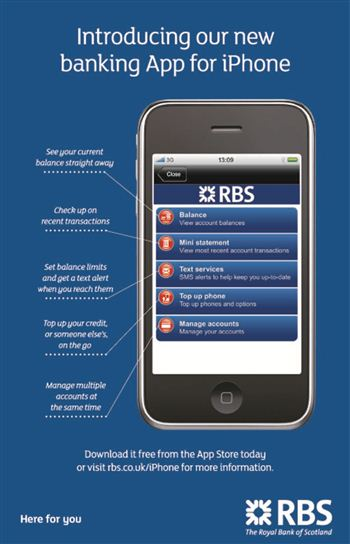 Introducing our new
banking App for iPhone
See your current
balance straight away
Check up on
recent transactions
Set balance limits
and get a text alert
when you reach them
Top up your credit,
or someone else's,
on the go
Manage multiple
accounts at
the same time
3G 13:09
Close
RBS
Balance
View account balances
Mini statement
View most recent account transactions
Text services
SMS alerts to help keep you up-to-date
Top up phone
Top up phones and options
Manage accounts
Manage your accounts
Download it free from the App Store today
or visit rbs.co.uk/iPhone for more information.
Here for you
RBS
The Royal Bank of Scotland